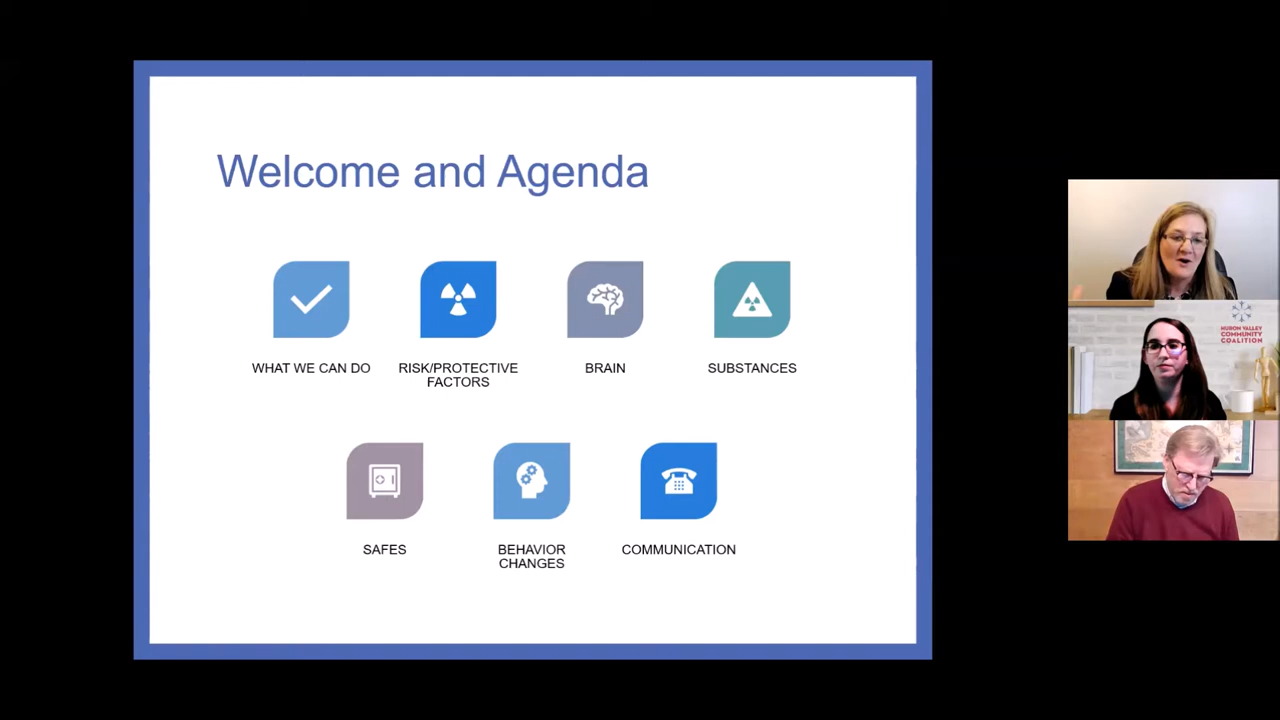 Welcome and Agenda
WHAT WE CAN DO
RISK/PROTECTIVE
FACTORS
BRAIN
SUBSTANCES
SAFES
BEHAVIOR
CHANGES
COMMUNICATION
HURON VALLEY
COMMUNITY
COALITION